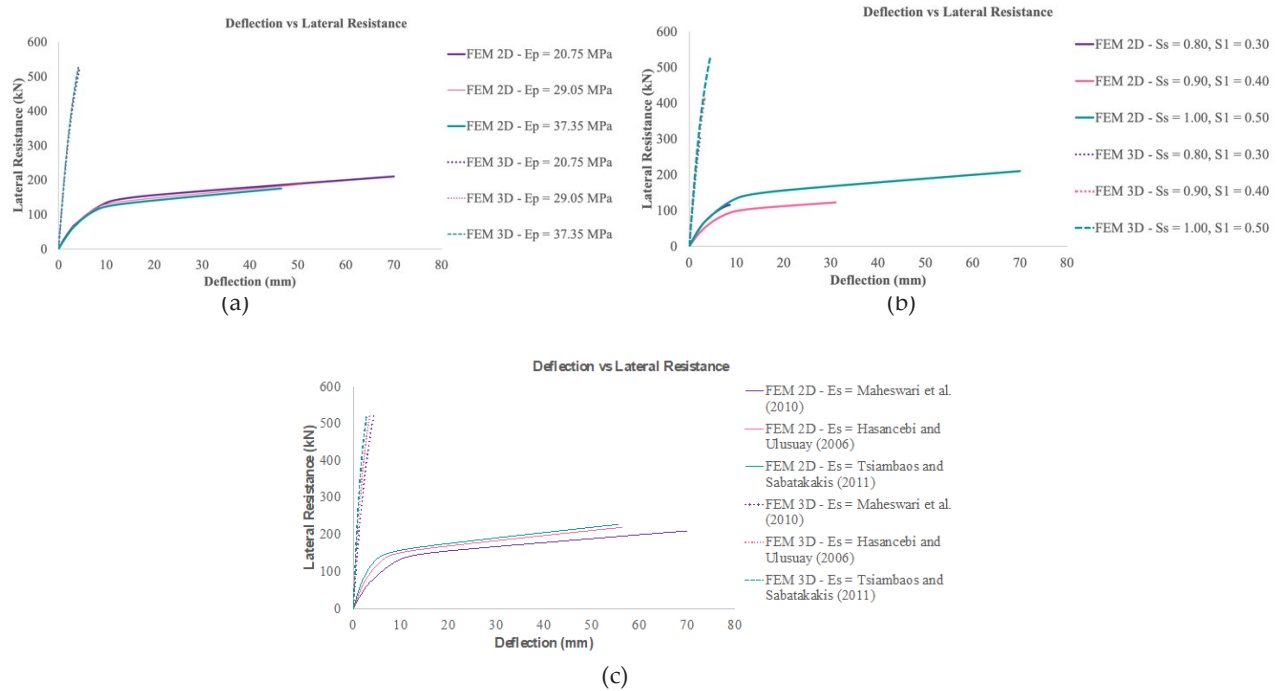 Deflection vs Lateral Resistance
600
500
400
300
200
100
0
0 10 20 30 40 50 60 70 80
Lateral Resistance (kN)
Deflection (mm)
FEM 2D - Ep = 20.75 MPa
FEM 2D - Ep = 29.05 MPa
FEM 2D - Ep = 37.35 MPa
FEM 3D - Ep = 20.75 MPa
FEM 3D - Ep = 29.05 MPa
FEM 3D - Ep = 37.35 MPa
(a)
Deflection vs Lateral Resistance
600
500
400
300
200
100
0
0 10 20 30 40 50 60 70 80
Lateral Resistance (kN)
Deflection (mm)
FEM 2D - Ss = 0.80, S1 = 0.30
FEM 2D - Ss = 0.90, S1 = 0.40
FEM 2D - Ss = 1.00, S1 = 0.50
FEM 3D - Ss = 0.80, S1 = 0.30
FEM 3D - Ss = 0.90, S1 = 0.40
FEM 3D - Ss = 1.00, S1 = 0.50
(b)
Deflection vs Lateral Resistance
600
500
400
300
200
100
0
0 10 20 30 40 50 60 70 80
Lateral Resistance (kN)
Deflection (mm)
FEM 2D - Es = Maheswari et al.
(2010)
FEM 2D - Es = Hasancebi and
Ulusuay (2006)
FEM 2D - Es = Tsiambaos and
Sabatakakis (2011)
FEM 3D - Es = Maheswari et al.
(2010)
FEM 3D - Es = Hasancebi and
Ulusuay (2006)
FEM 3D - Es = Tsiambaos and
Sabatakakis (2011)
(c)